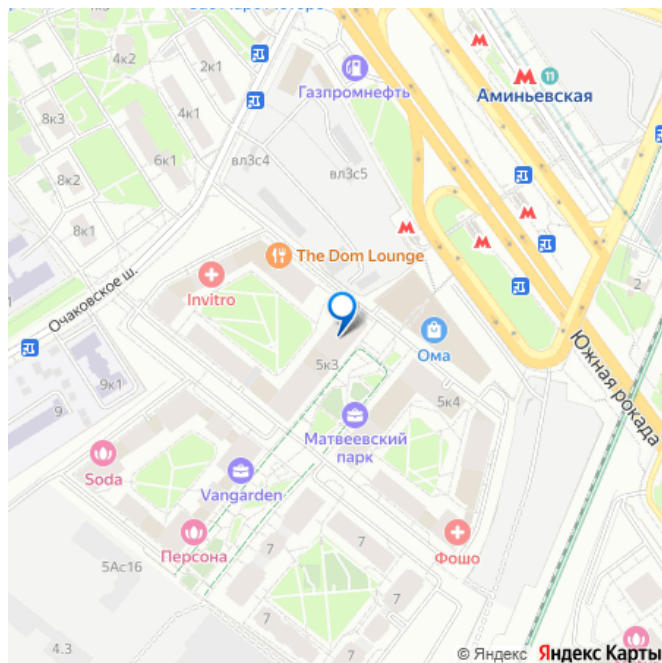 4к2
2к1
Газпромнефть
11
Аминьевская
8к3
4к1
6к1
вл3с4
вл3с5
8к2
8к1
The Dom Lounge
Invitro
2
Очаковское ш.
Ома
Южная рокада
5к3
9к1
9
5к4
Матвеевский
парк
Soda
Vangarden
Персона
Фошо
7
7
7
7
7
5Ас16
4.3
© Яндекс Яндекс Карты